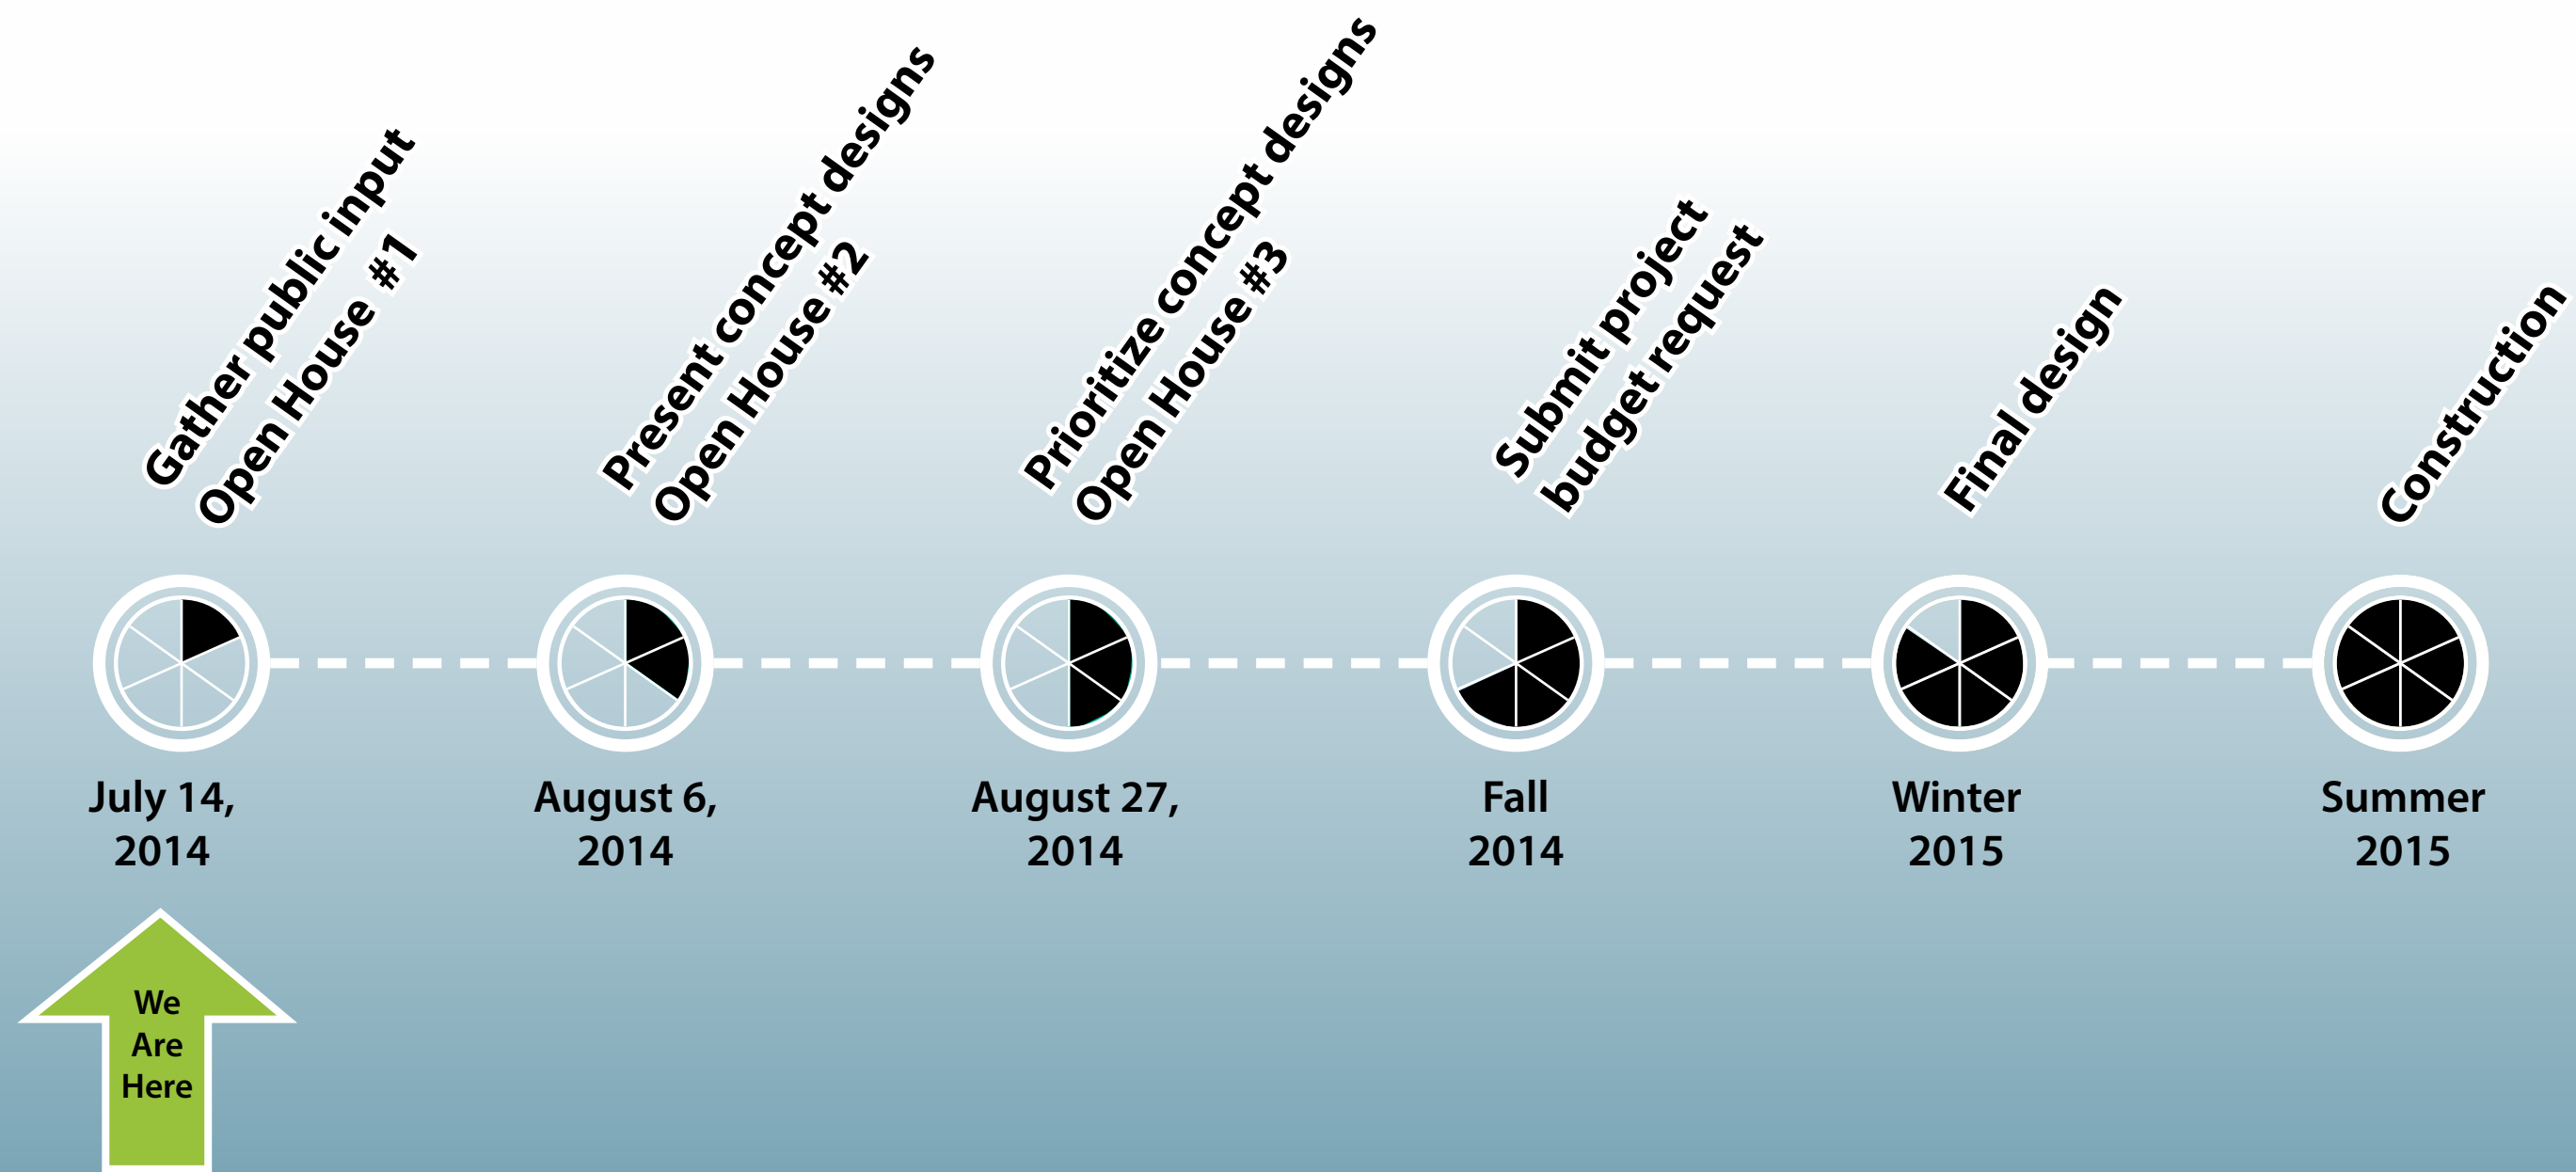 Gather public input
Open House #1
Present concept designs
Open House #2
Prioritize concept designs
Open House #3
Submit project
budget request
Final design
Construction
July 14,
2014
August 6,
2014
August 27,
2014
Fall
2014
Winter
2015
Summer
2015
We
Are
Here